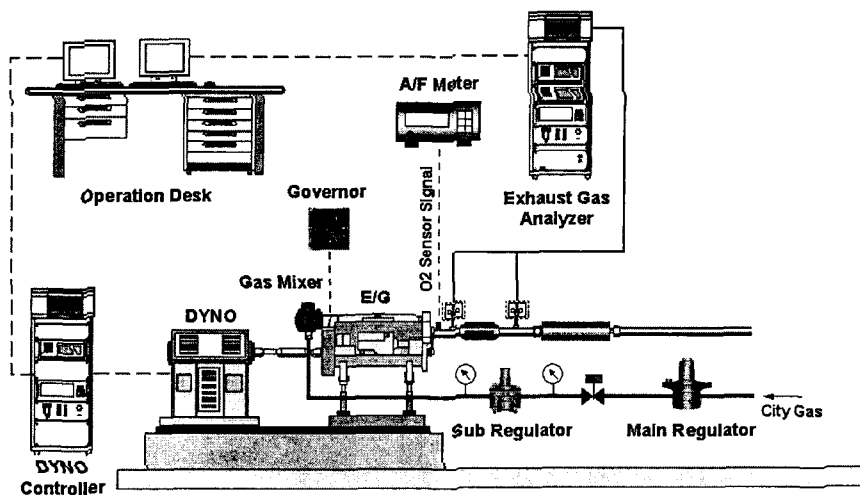 A/F Meter
Operation Desk
Governor
O2 Sensor Signal
Exhaust Gas
Analyzer
Gas Mixer
E/G
DYNO
City Gas
Sub Regulator
Main Regulator
DYNO
Controller